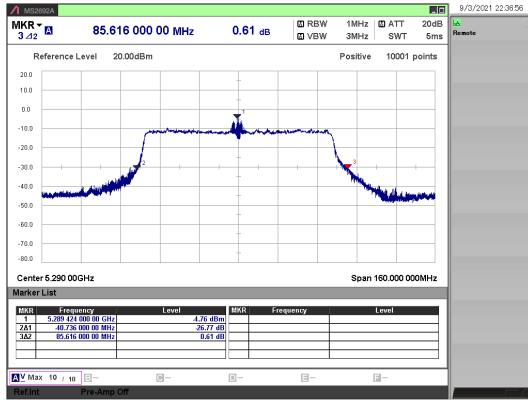 MS2692A
9/3/2021 22:36:56
MKR
3 ⊿2 A
85.616 000 00 MHz
0.61 dB
M RBW 1MHz M ATT 20dB
M VBW 3MHz SWT 5ms
Remote
Reference Level 20.00dBm
Positive 10001 points
20.0
10.0
0.0
-10.0
-20.0
-30.0
-40.0
-50.0
-60.0
-70.0
-80.0
1
2
3
Center 5.290 00GHz
Span 160.000 000MHz
Marker List
MKR Frequency Level MKR Frequency Level
1 5.289 424 000 00 GHz -4.76 dBm
2Δ1 -40.736 000 00 MHz -26.77 dB
3Δ2 85.616 000 00 MHz 0.61 dB
A V Max 10 / 10 B -- C -- D -- E -- F --
Ref.Int Pre-Amp Off